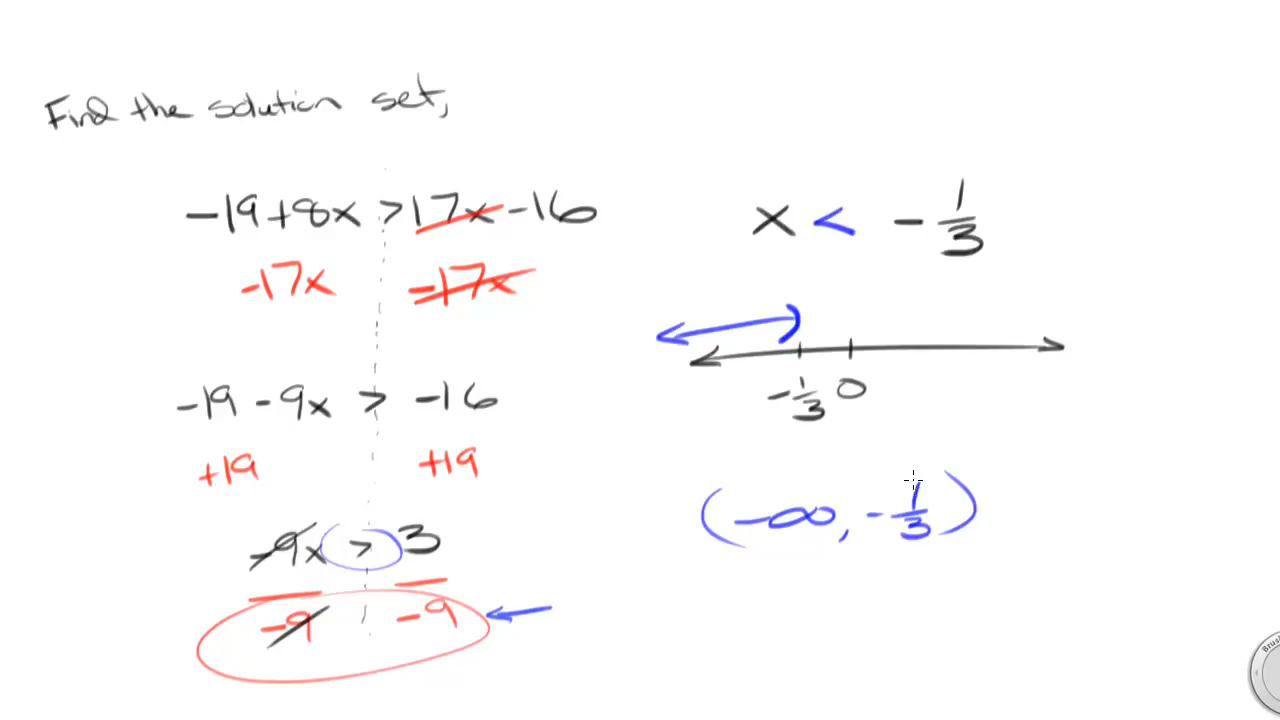 Find the solution set,
-19+8x > 17x -16
-17x -17x
-19 - 9x > -16
+19 +19
-9x > 3
-9 -9
x < - 1/3
- 1/3 0
(-∞, - 1/3)
Brush